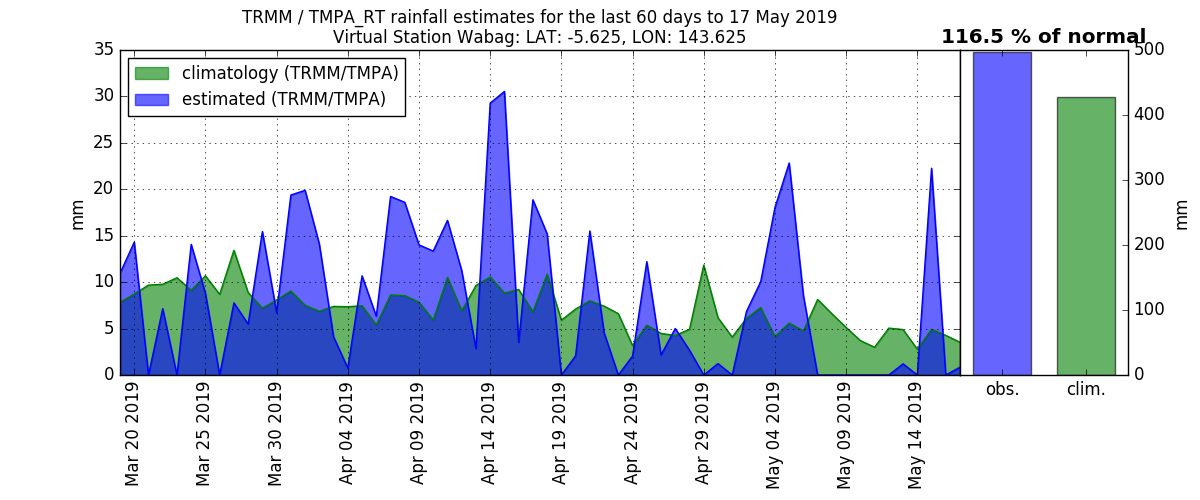 TRMM / TMPA_RT rainfall estimates for the last 60 days to 17 May 2019
Virtual Station Wabag: LAT: -5.625, LON: 143.625
116.5 % of normal
climatology (TRMM/TMPA)
estimated (TRMM/TMPA)
35
30
25
20
15
10
5
0
mm
Mar 20 2019
Mar 25 2019
Mar 30 2019
Apr 04 2019
Apr 09 2019
Apr 14 2019
Apr 19 2019
Apr 24 2019
Apr 29 2019
May 04 2019
May 09 2019
May 14 2019
obs.
clim.
500
400
300
200
100
0
mm